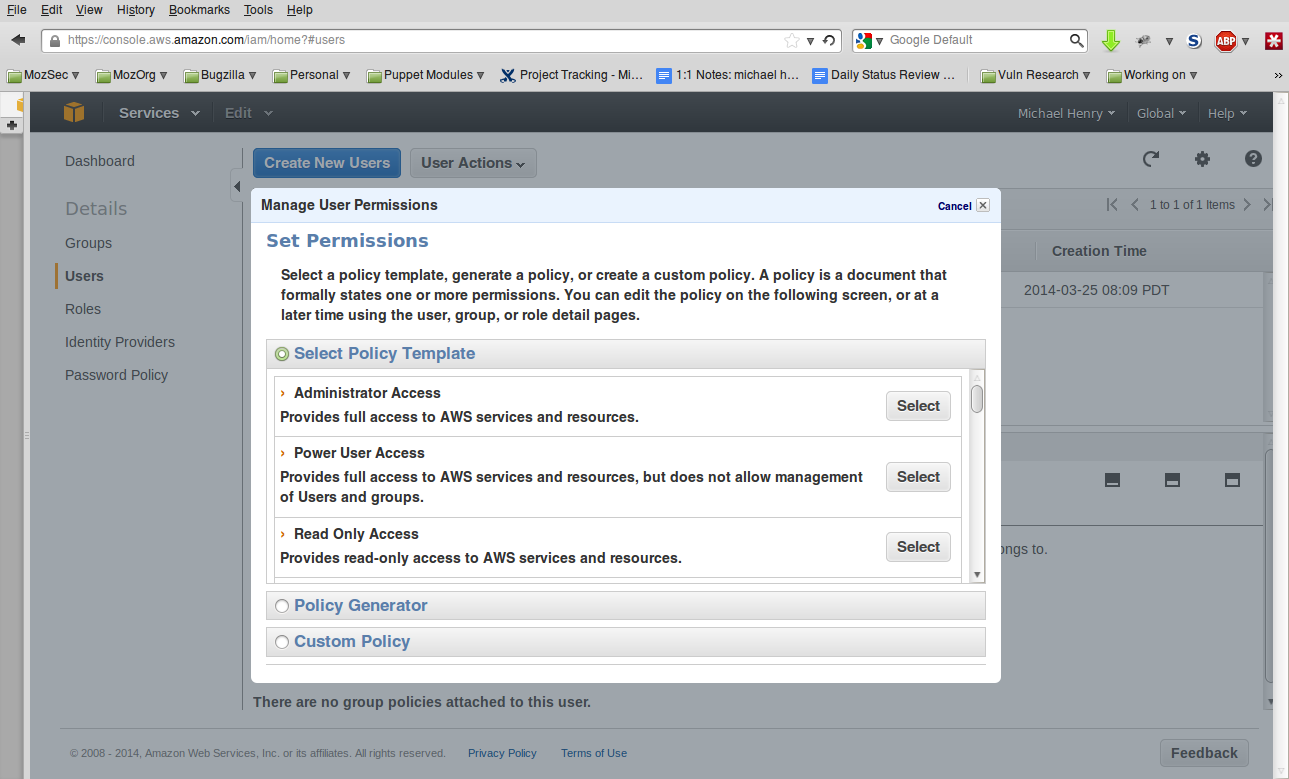 File Edit View History Bookmarks Tools Help
https://console.aws.amazon.com/iam/home?#users
Google Default
ABP
MozSec MozOrg Bugzilla Personal Puppet Modules Project Tracking - Mi... 1:1 Notes: michael h... Daily Status Review ... Vuln Research Working on »
Services Edit Michael Henry Global Help
Dashboard
Create New Users User Actions
Details
Groups
Users
Roles
Identity Providers
Password Policy
1 to 1 of 1 Items
Creation Time
2014-03-25 08:09 PDT
Manage User Permissions Cancel
Set Permissions
Select a policy template, generate a policy, or create a custom policy. A policy is a document that
formally states one or more permissions. You can edit the policy on the following screen, or at a
later time using the user, group, or role detail pages.
Select Policy Template
Administrator Access
Provides full access to AWS services and resources.
Select
Power User Access
Provides full access to AWS services and resources, but does not allow management
of Users and groups.
Select
Read Only Access
Provides read-only access to AWS services and resources.
Select
Policy Generator
Custom Policy
ongs to.
There are no group policies attached to this user.
© 2008 - 2014, Amazon Web Services, Inc. or its affiliates. All rights reserved. Privacy Policy Terms of Use
Feedback